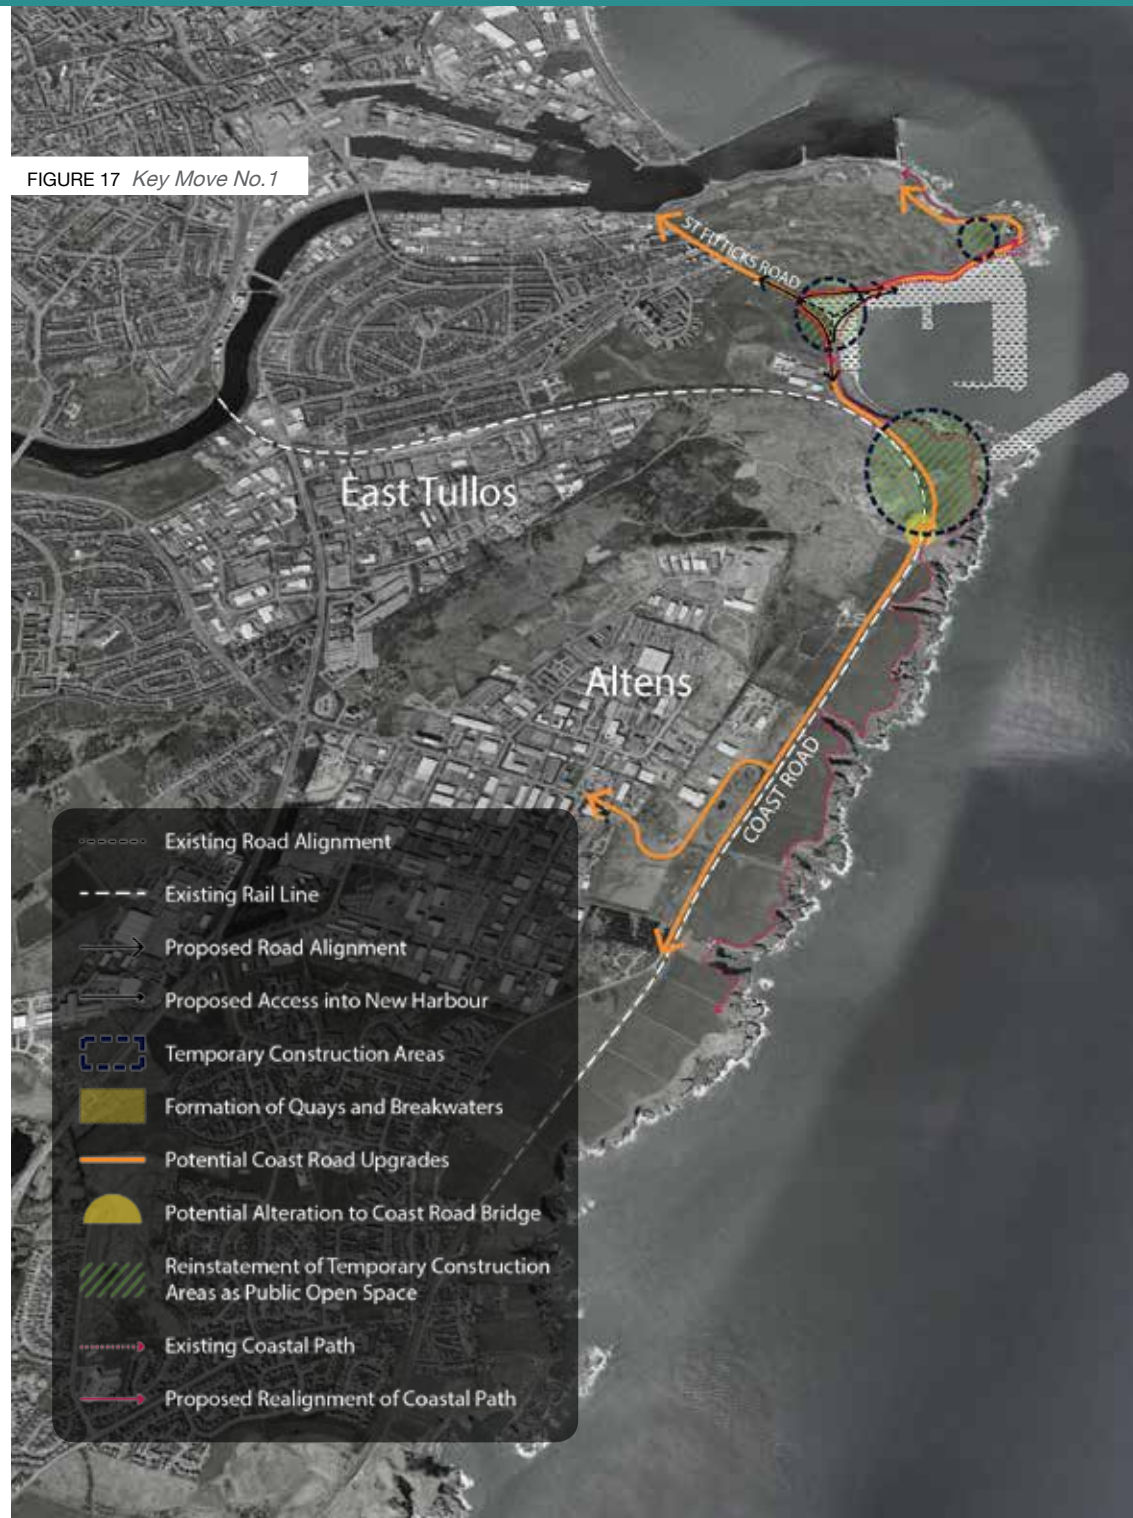 FIGURE 17 Key Move No.1
ST FITTICKS ROAD
East Tullos
Altens
COAST ROAD
Existing Road Alignment
Existing Rail Line
Proposed Road Alignment
Proposed Access into New Harbour
Temporary Construction Areas
Formation of Quays and Breakwaters
Potential Coast Road Upgrades
Potential Alteration to Coast Road Bridge
Reinstatement of Temporary Construction
Areas as Public Open Space
Existing Coastal Path
Proposed Realignment of Coastal Path